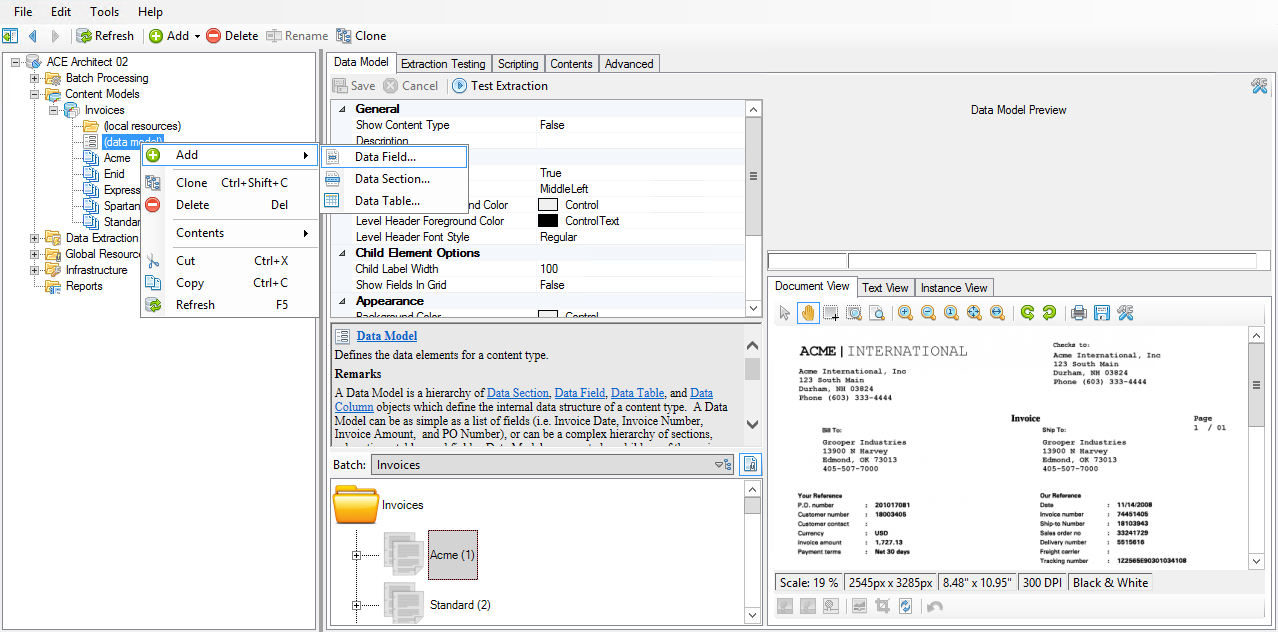 File Edit Tools Help
Refresh Add Delete Rename Clone
ACE Architect 02
Batch Processing
Content Models
Invoices
(local resources)
(data model)
Acme
Enid
Express
Spartan
Standar
Data Extraction
Global Resourc
Infrastructure
Reports
Add
Clone Ctrl+Shift+C
Delete Del
Contents
Cut Ctrl+X
Copy Ctrl+C
Refresh F5
Data Field...
Data Section...
Data Table...
Data Model Extraction Testing Scripting Contents Advanced
Save Cancel Test Extraction
General
Show Content Type False
Description
True
MiddleLeft
nd Color Control
Level Header Foreground Color ControlText
Level Header Font Style Regular
Child Element Options
Child Label Width 100
Show Fields In Grid False
Appearance
Background Color Control
Data Model
Defines the data elements for a content type.
Remarks
A Data Model is a hierarchy of Data Section, Data Field, Data Table, and Data
Column objects which define the internal data structure of a content type. A Data
Model can be as simple as a list of fields (i.e. Invoice Date, Invoice Number,
Invoice Amount, and PO Number), or can be a complex hierarchy of sections,
Batch: Invoices
Invoices
Acme (1)
Standard (2)
Data Model Preview
Document View Text View Instance View
ACME | INTERNATIONAL
Acme International, Inc
123 South Main
Durham, NH 03824
Phone (603) 333-4444
Checks to:
Acme International, Inc
123 South Main
Durham, NH 03824
Phone (603) 333-4444
Invoice
Page
1 / 01
Bill To:
Grooper Industries
13900 N Harvey
Edmond, OK 73013
405-507-7000
Ship To:
Grooper Industries
13900 N Harvey
Edmond, OK 73013
405-507-7000
Your Reference
P.O. number : 201017081
Customer number : 18003405
Customer contact :
Currency : USD
Invoice amount : 1,727.13
Payment terms : Net 30 days
Our Reference
Date : 11/14/2008
Invoice number : 74451405
Ship-to Number : 18103943
Sales order no : 33241729
Delivery number : 5515616
Freight carrier :
Tracking number : 1Z2565E90301034108
Scale: 19 % 2545px x 3285px 8.48" x 10.95" 300 DPI Black & White